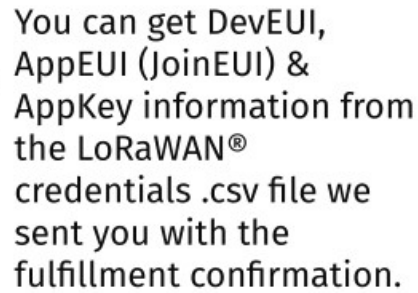 You can get DevEUI,
AppEUI (JoinEUI) &
AppKey information from
the LoRaWAN®
credentials .csv file we
sent you with the
fulfillment confirmation.